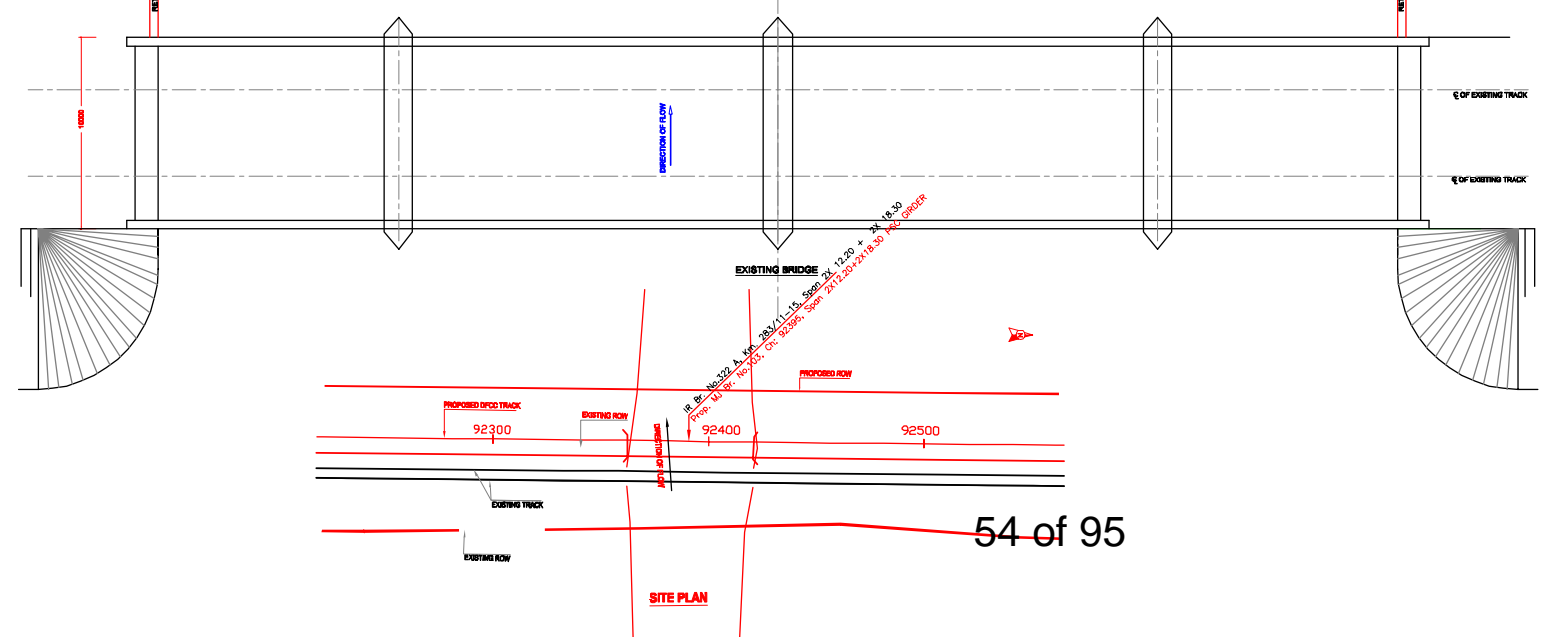 RET
RET
10000
DIRECTION OF FLOW
℄ OF EXISTING TRACK
℄ OF EXISTING TRACK
EXISTING BRIDGE
IR Br. No.322 A, Km. 283/11-15, Span 2X 12.20 + 2X 18.30
Prop. MJ Br. No.103, Ch: 92395, Span 2X12.20+2X18.30 PSC GIRDER
N
PROPOSED ROW
PROPOSED DFCC TRACK
EXISTING ROW
92300
92400
92500
DIRECTION OF FLOW
EXISTING TRACK
54 of 95
EXISTING ROW
SITE PLAN